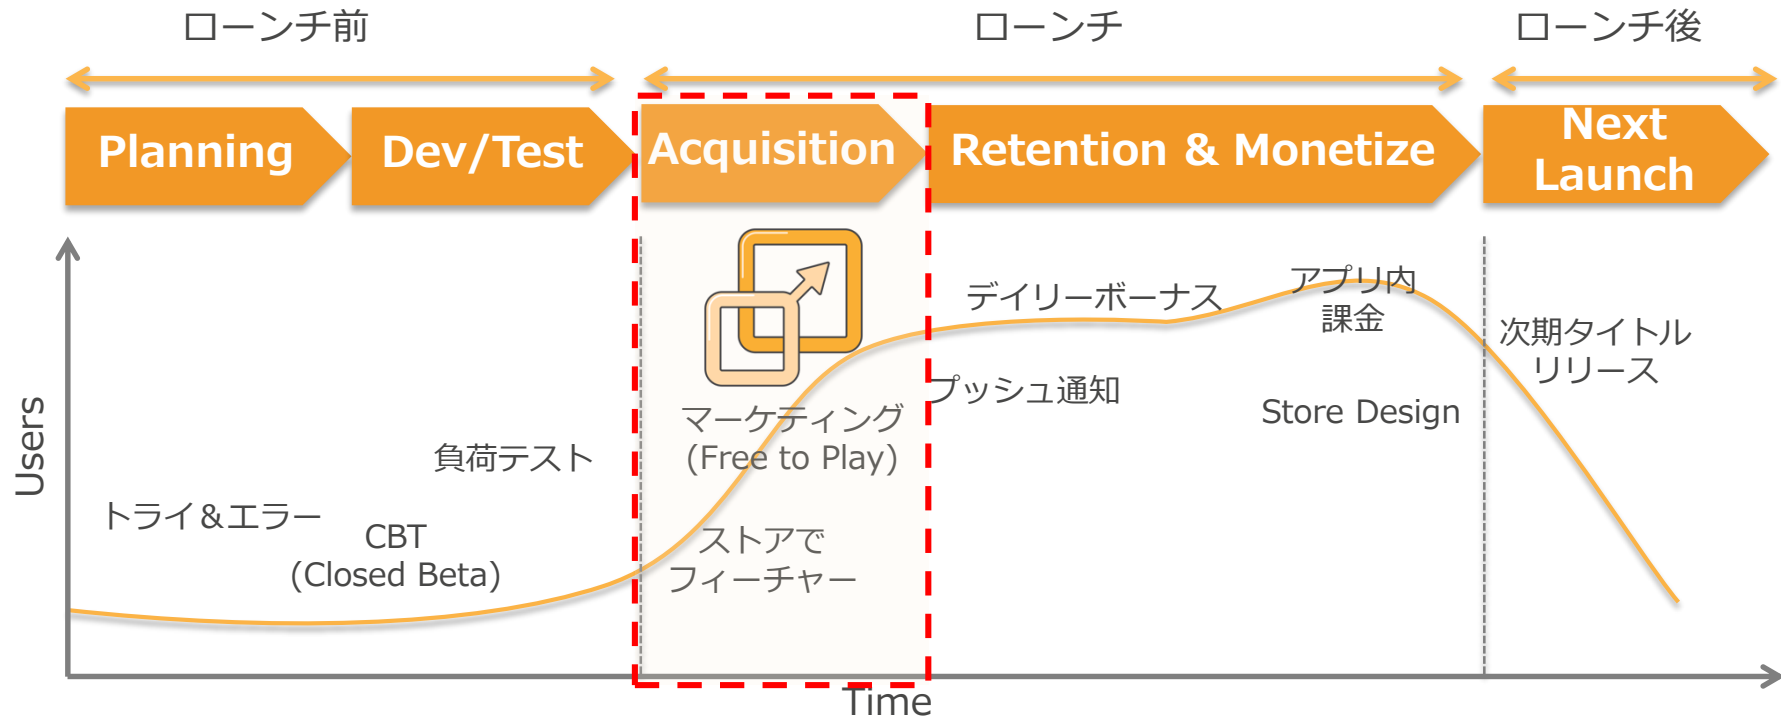 ローンチ前
ローンチ
ローンチ後
Planning
Dev/Test
Acquisition
Retention & Monetize
Next
Launch
Users
トライ＆エラー
CBT
(Closed Beta)
負荷テスト
マーケティング
(Free to Play)
ストアで
フィーチャー
デイリーボーナス
プッシュ通知
アプリ内
課金
Store Design
次期タイトル
リリース
Time